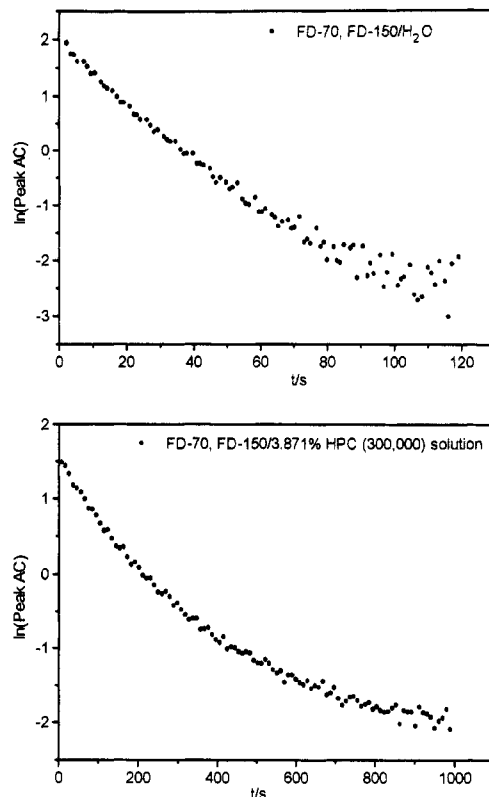 • FD-70, FD-150/H₂O
ln(Peak AC)
2
1
0
-1
-2
-3
0 20 40 60 80 100 120
t/s
• FD-70, FD-150/3.871% HPC (300,000) solution
ln(Peak AC)
2
1
0
-1
-2
0 200 400 600 800 1000
t/s